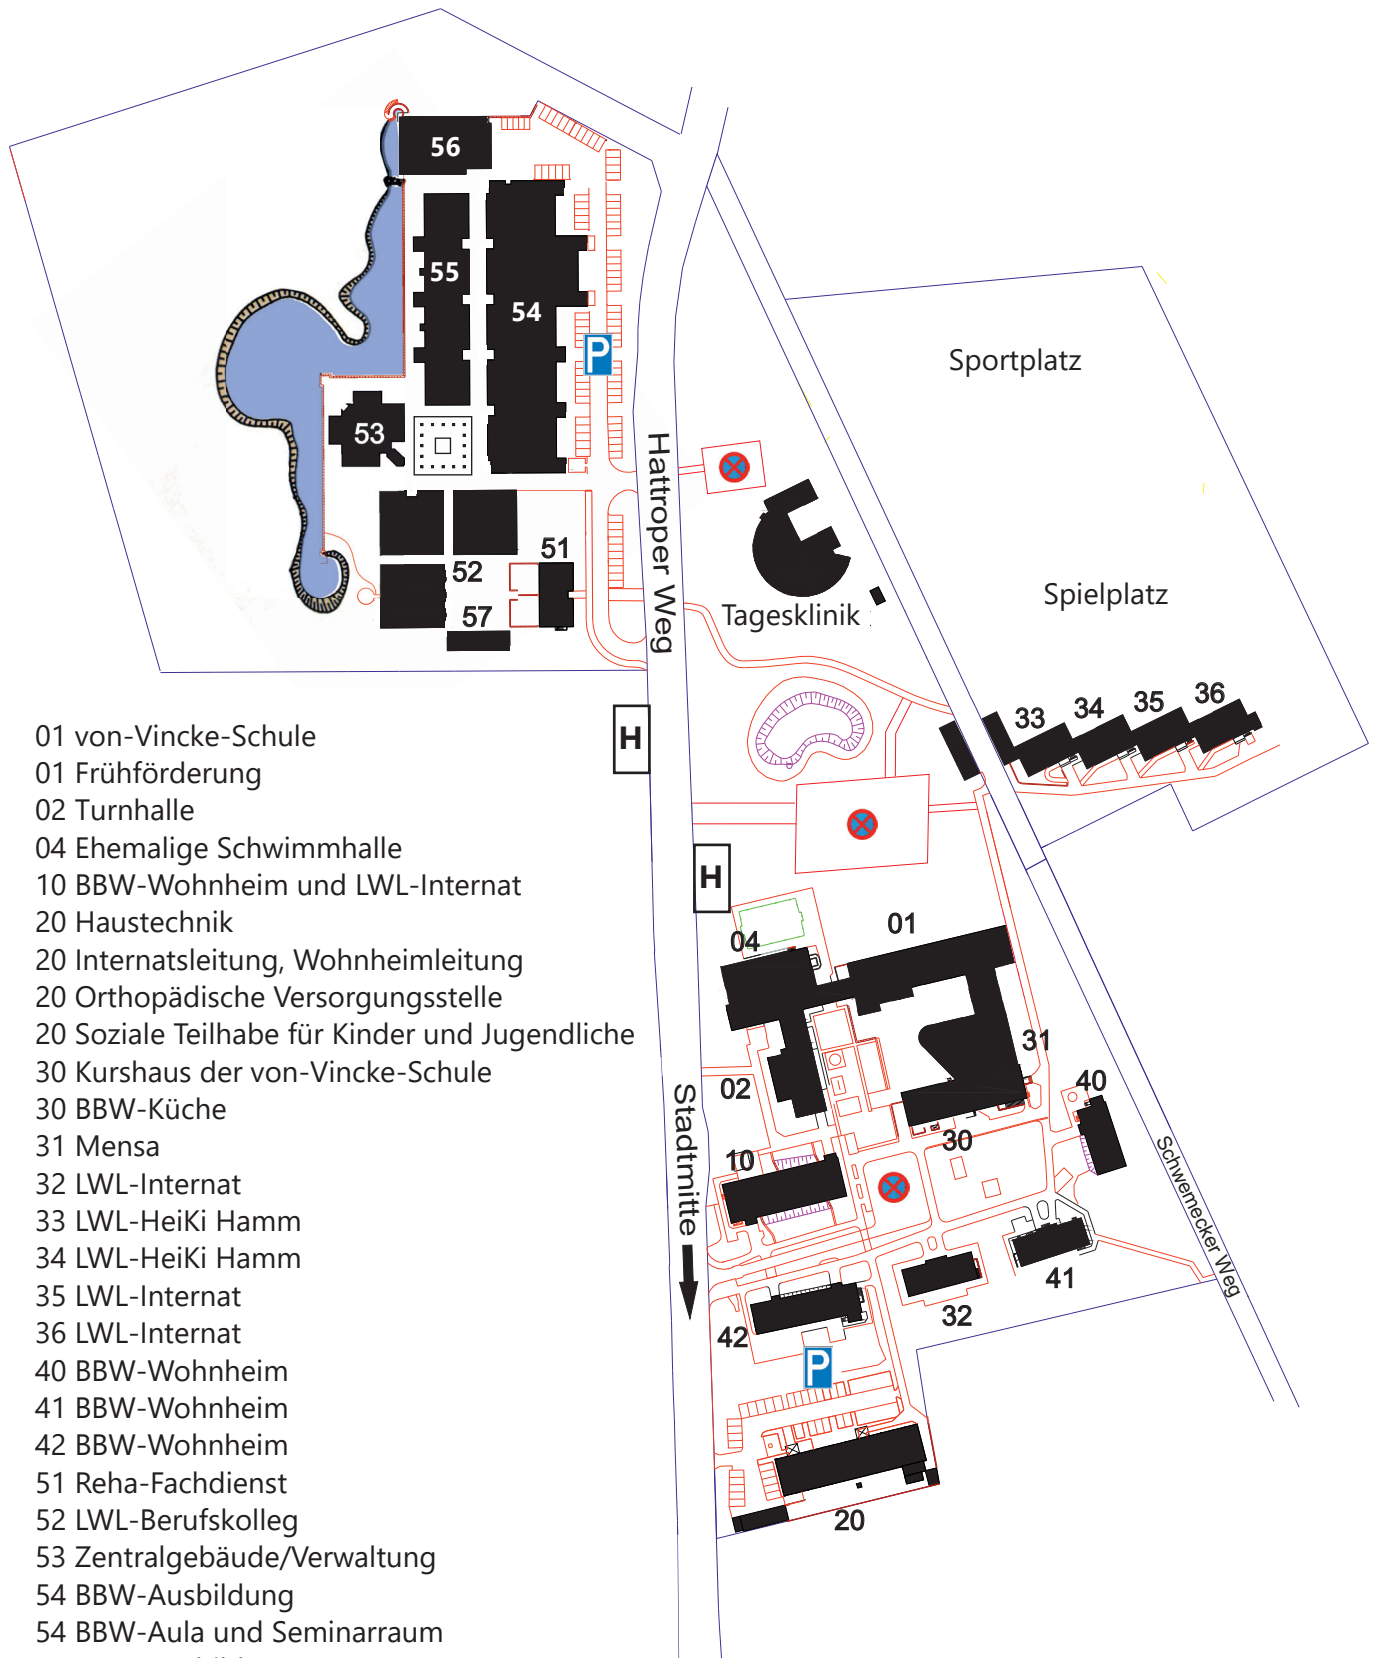 56
55
54
P
Sportplatz
53
Hattroper Weg
51
52
Spielplatz
57
Tagesklinik
36
35
34
33
H
01 von-Vincke-Schule
01 Frühförderung
02 Turnhalle
04 Ehemalige Schwimmhalle
10 BBW-Wohnheim und LWL-Internat
20 Haustechnik
20 Internatsleitung, Wohnheimleitung
20 Orthopädische Versorgungsstelle
20 Soziale Teilhabe für Kinder und Jugendliche
30 Kurshaus der von-Vincke-Schule
30 BBW-Küche
31 Mensa
32 LWL-Internat
33 LWL-HeiKi Hamm
34 LWL-HeiKi Hamm
35 LWL-Internat
36 LWL-Internat
40 BBW-Wohnheim
41 BBW-Wohnheim
42 BBW-Wohnheim
51 Reha-Fachdienst
52 LWL-Berufskolleg
53 Zentralgebäude/Verwaltung
54 BBW-Ausbildung
54 BBW-Aula und Seminarraum
H
01
04
31
02
40
30
10
Stadtmitte
Schwemecker Weg
41
32
42
P
20